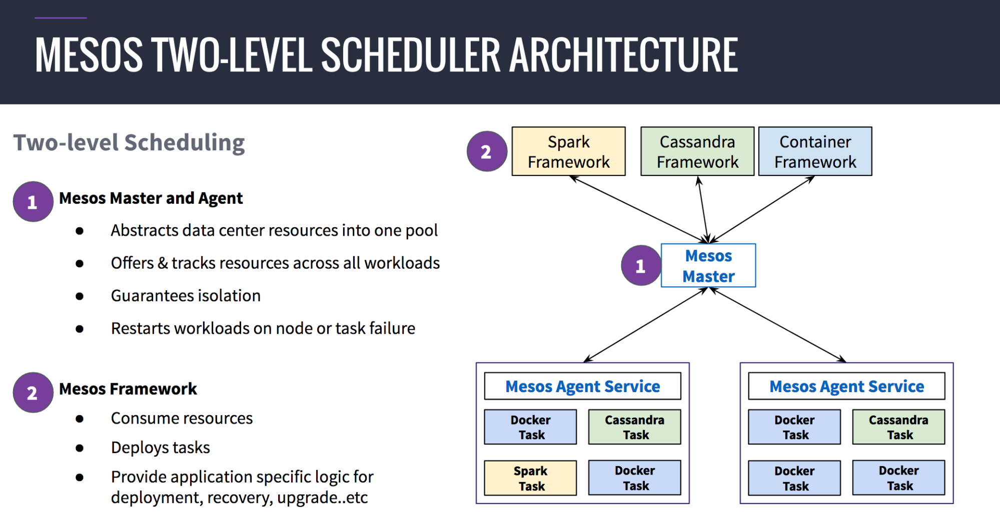 MESOS TWO-LEVEL SCHEDULER ARCHITECTURE
Two-level Scheduling
1
Mesos Master and Agent
● Abstracts data center resources into one pool
● Offers & tracks resources across all workloads
● Guarantees isolation
● Restarts workloads on node or task failure
2
Mesos Framework
● Consume resources
● Deploys tasks
● Provide application specific logic for
deployment, recovery, upgrade..etc
2
Spark
Framework
Cassandra
Framework
Container
Framework
1
Mesos
Master
Mesos Agent Service
Docker
Task
Cassandra
Task
Spark
Task
Docker
Task
Mesos Agent Service
Docker
Task
Cassandra
Task
Docker
Task
Docker
Task